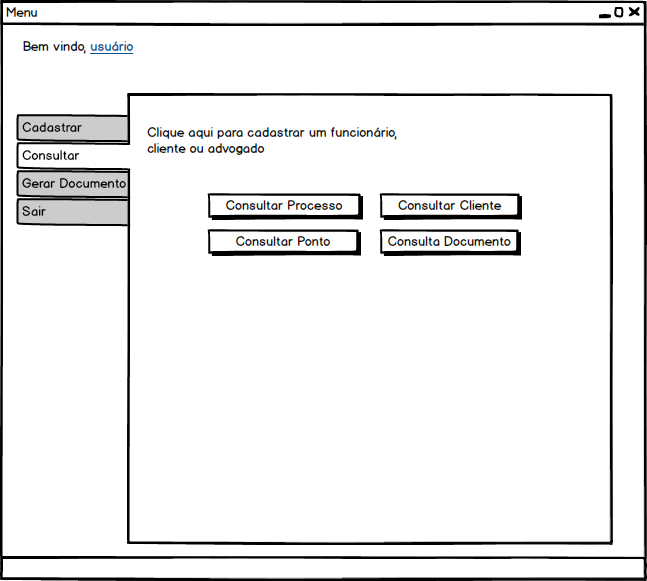 Menu
Bem vindo, usuário
Cadastrar
Consultar
Gerar Documento
Sair
Clique aqui para cadastrar um funcionário,
cliente ou advogado
Consultar Processo
Consultar Cliente
Consultar Ponto
Consulta Documento